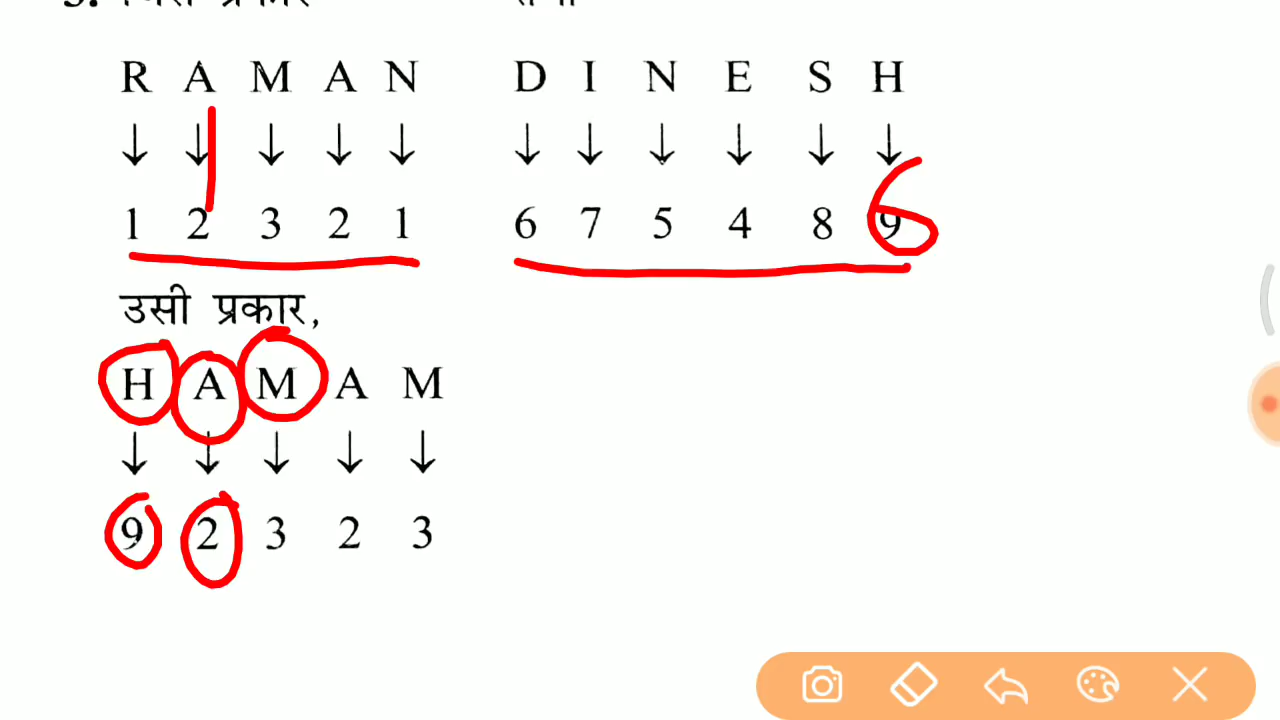 R A M A N D I N E S H
↓ ↓ ↓ ↓ ↓ ↓ ↓ ↓ ↓ ↓ ↓
1 2 3 2 1 6 7 5 4 8 9
उसी प्रकार,
H A M A M
↓ ↓ ↓ ↓ ↓
9 2 3 2 3